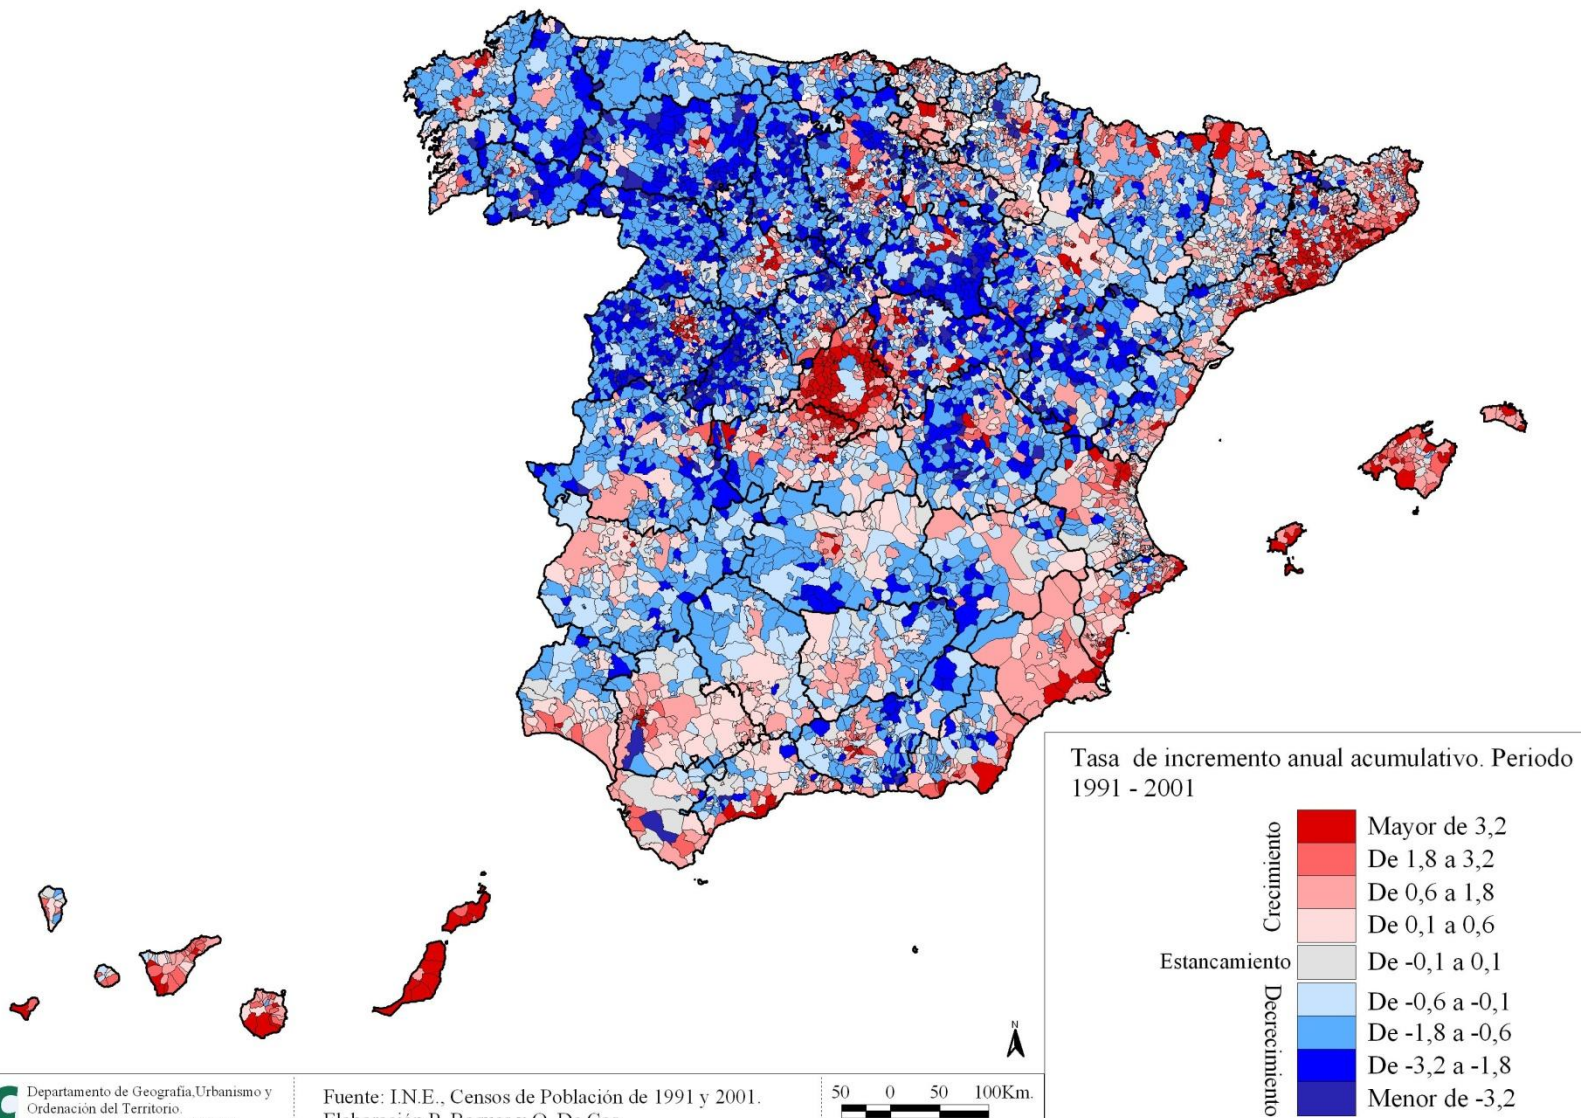 Tasa de incremento anual acumulativo. Periodo
1991 - 2001
Crecimiento
Mayor de 3,2
De 1,8 a 3,2
De 0,6 a 1,8
De 0,1 a 0,6
Estancamiento
De -0,1 a 0,1
Decrecimiento
De -0,6 a -0,1
De -1,8 a -0,6
De -3,2 a -1,8
Menor de -3,2
N
Departamento de Geografía,Urbanismo y
Ordenación del Territorio.
Fuente: I.N.E., Censos de Población de 1991 y 2001.
50 0 50 100Km.